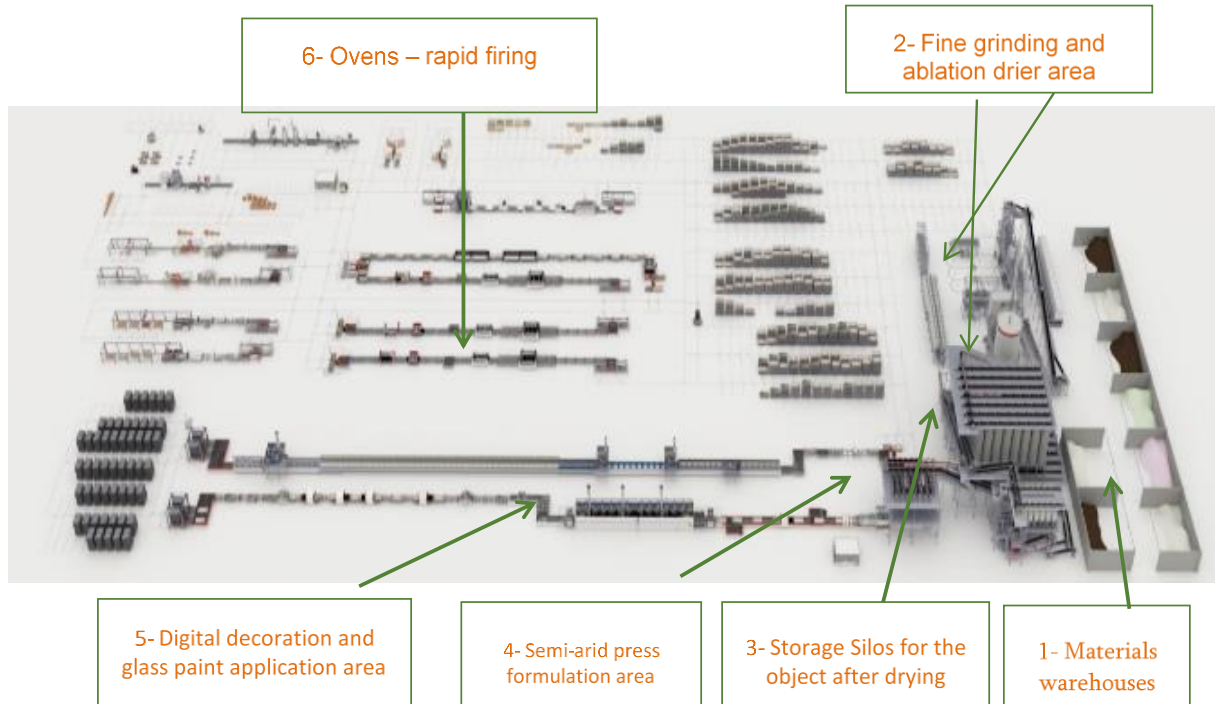 6- Ovens – rapid firing
2- Fine grinding and
ablation drier area
5- Digital decoration and
glass paint application area
4- Semi-arid press
formulation area
3- Storage Silos for the
object after drying
1- Materials
warehouses